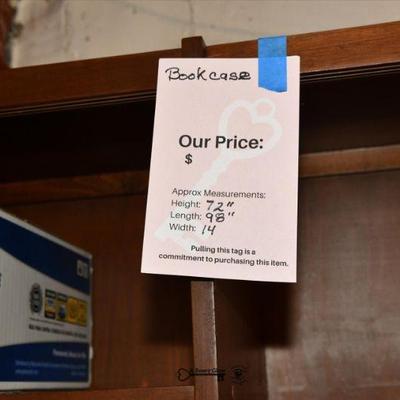 Bookcase
Our Price:
$
Approx Measurements:
Height: 72"
Length: 98"
Width: 14
Pulling this tag is a
commitment to purchasing this item.